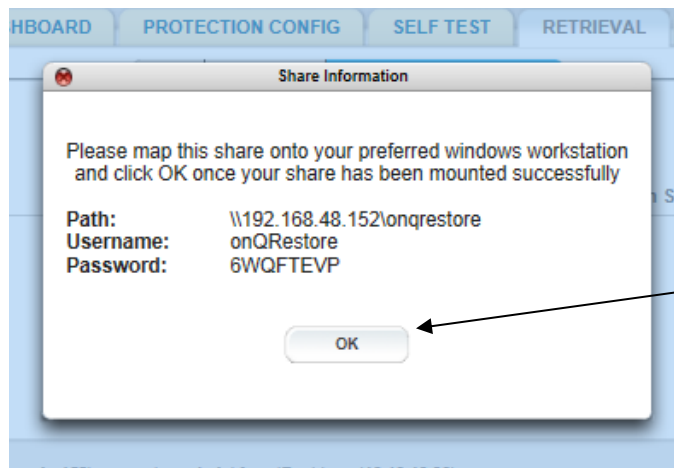 HBOARD PROTECTION CONFIG SELF TEST RETRIEVAL
Share Information
Please map this share onto your preferred windows workstation
and click OK once your share has been mounted successfully
Path: \\192.168.48.152\onqrestore
Username: onQRestore
Password: 6WQFTEVP
OK